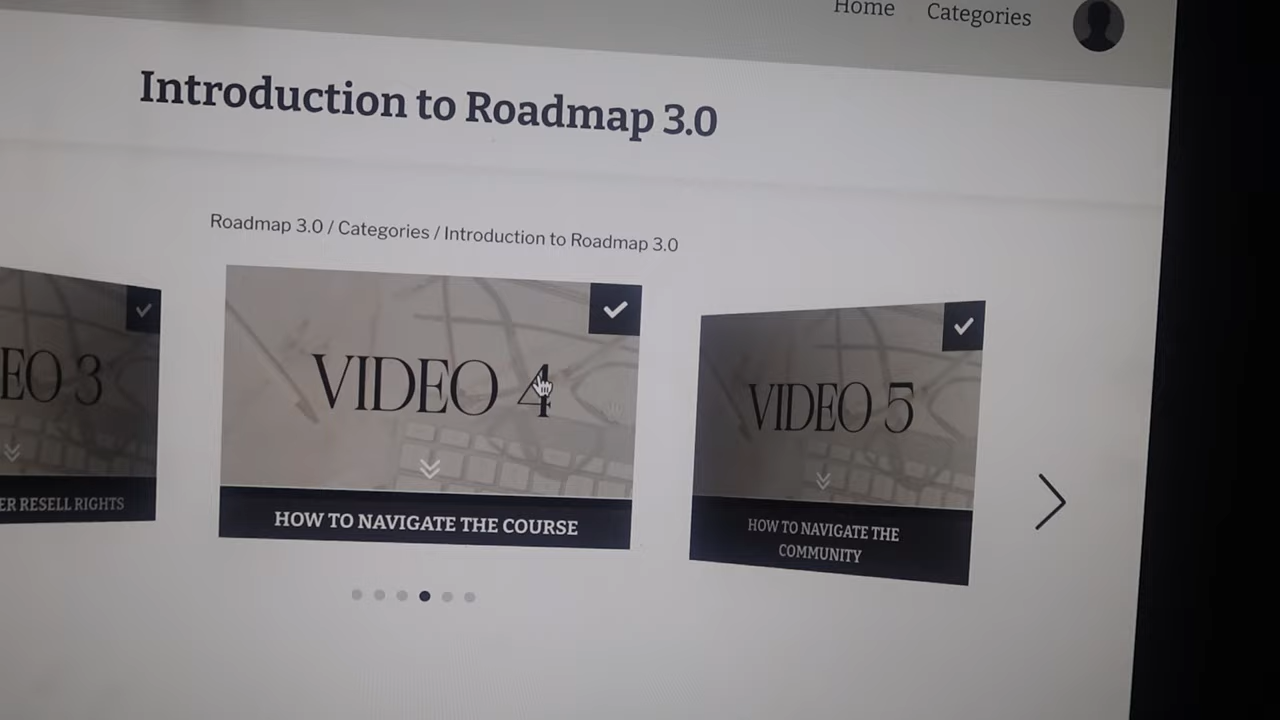 Home Categories
Introduction to Roadmap 3.0
Roadmap 3.0 / Categories / Introduction to Roadmap 3.0
EO 3
ER RESELL RIGHTS
VIDEO 4
HOW TO NAVIGATE THE COURSE
VIDEO 5
HOW TO NAVIGATE THE
COMMUNITY